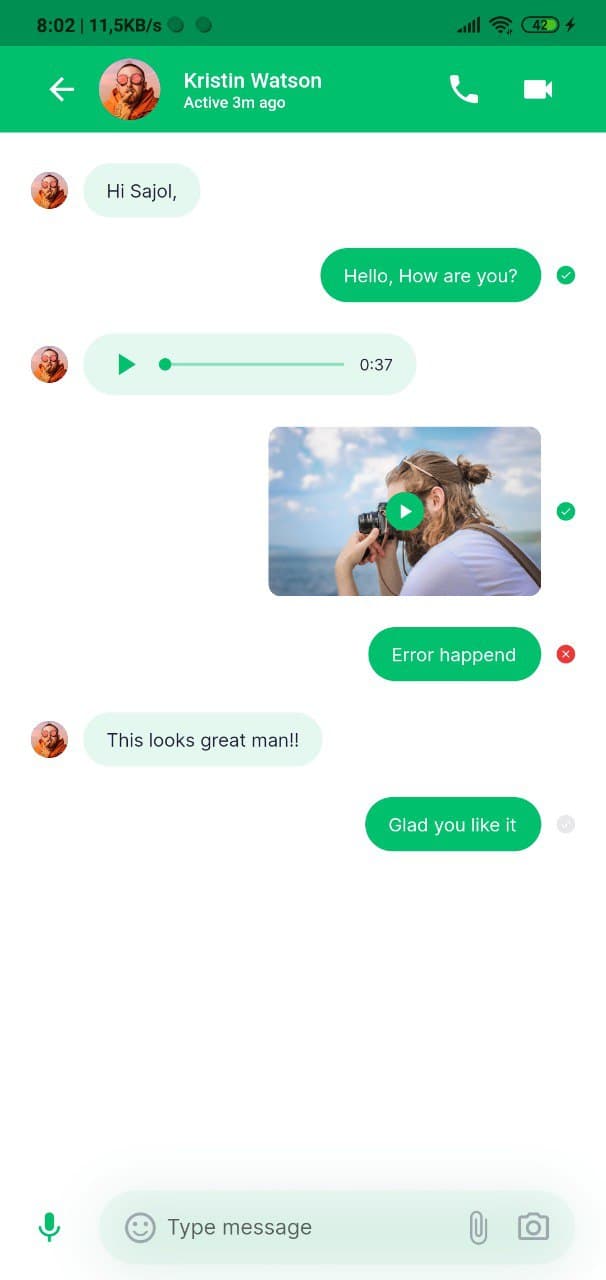 8:02 | 11,5KB/s
42
Kristin Watson
Active 3m ago
Hi Sajol,
Hello, How are you?
0:37
Error happend
This looks great man!!
Glad you like it
Type message